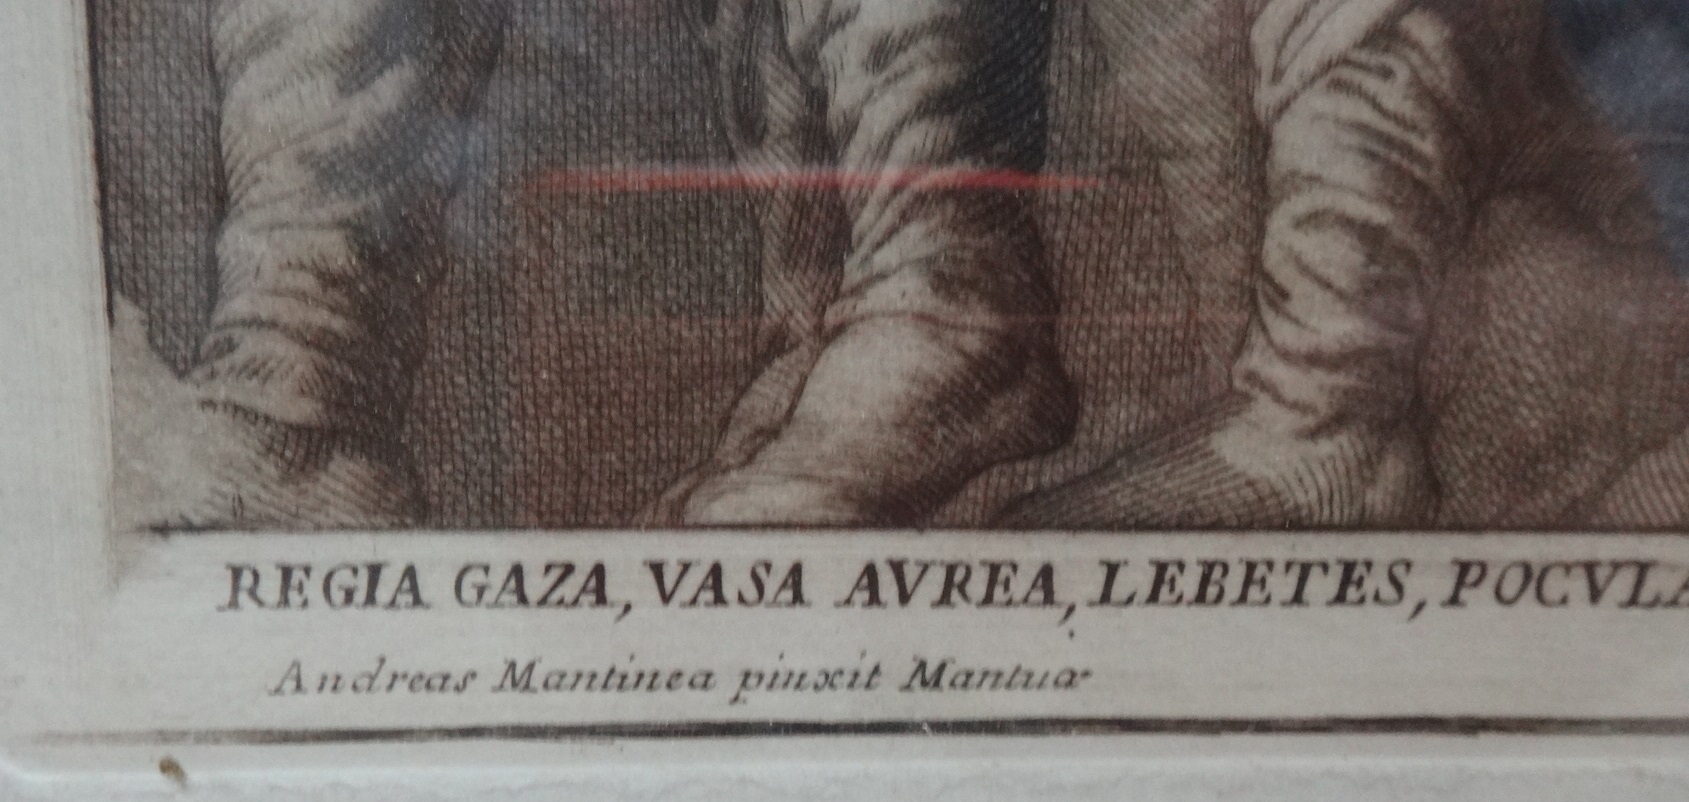 REGIA GAZA, VASA AVREA, LEBETES, POCVLA
Andreas Mantinea pinxit Mantuæ